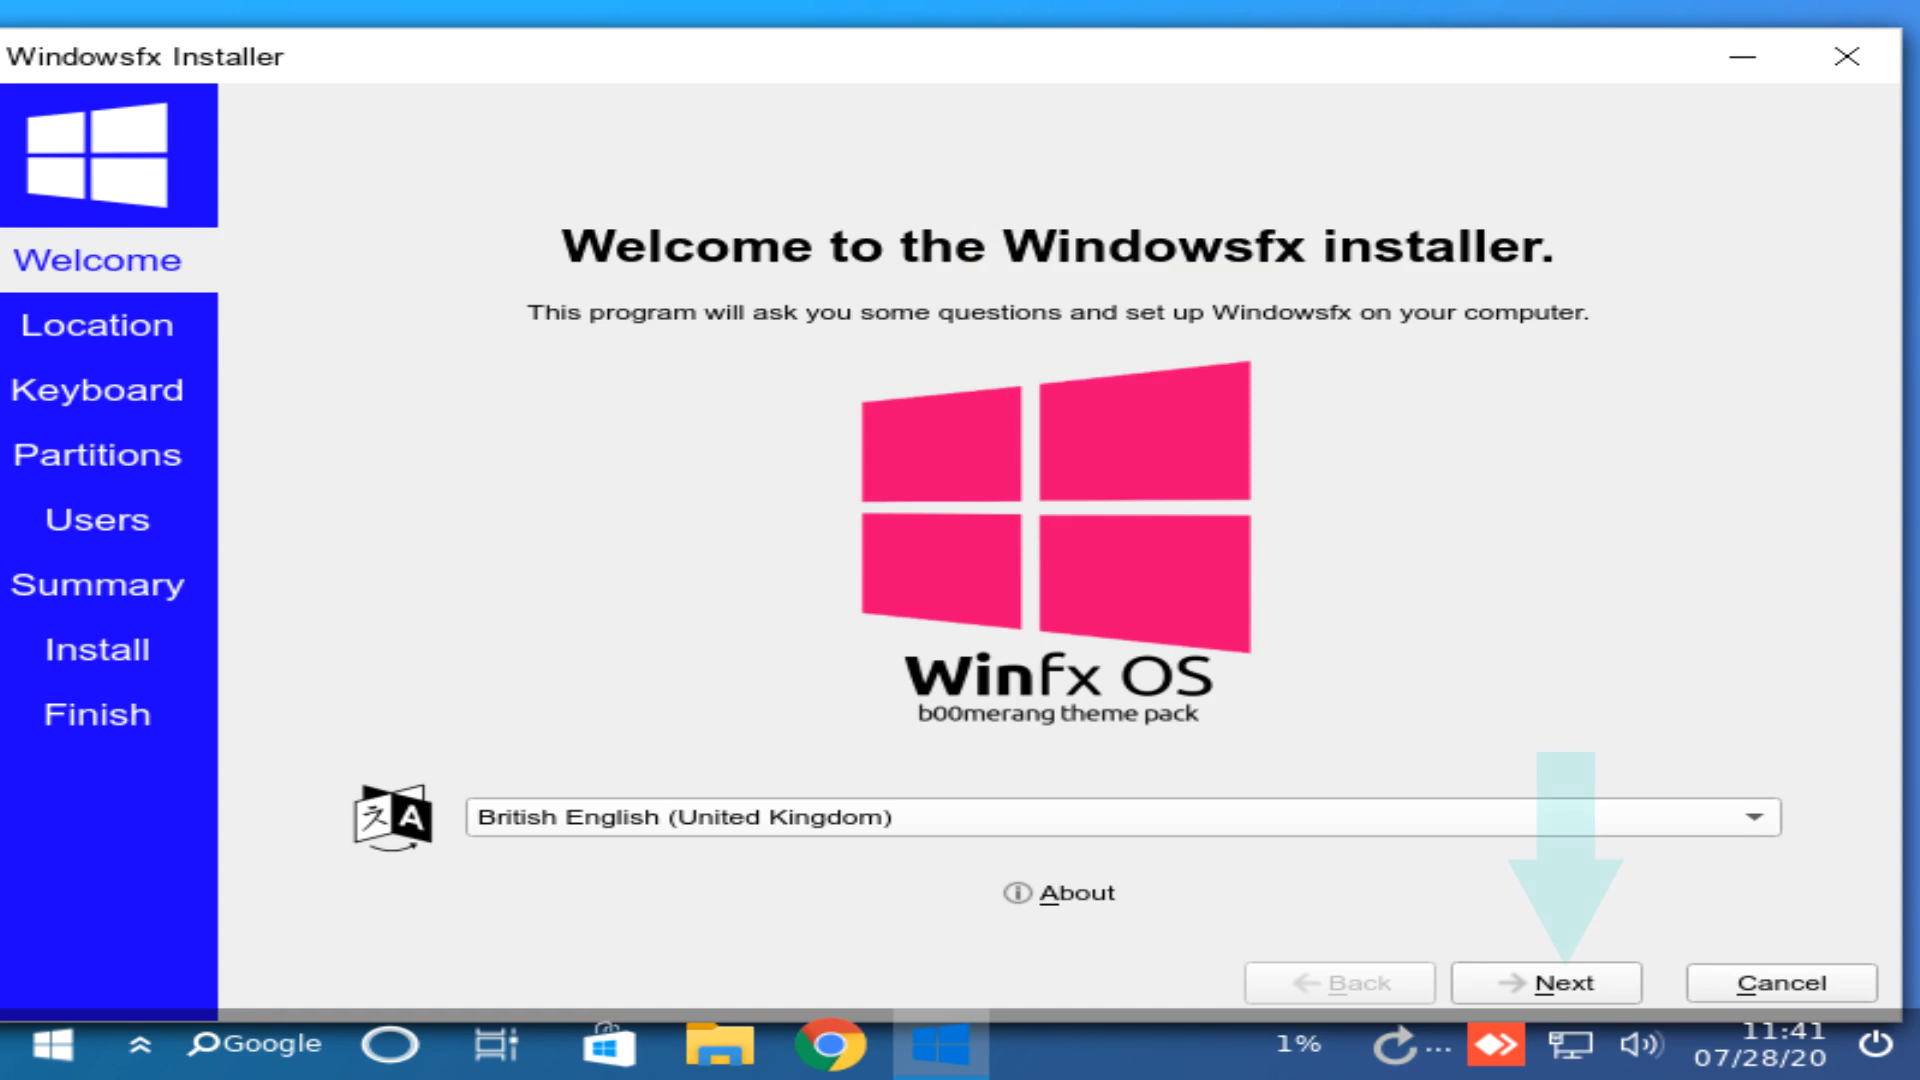 Windowsfx Installer
Welcome
Location
Keyboard
Partitions
Users
Summary
Install
Finish
Welcome to the Windowsfx installer.
This program will ask you some questions and set up Windowsfx on your computer.
Winfx OS
b00merang theme pack
文 A
British English (United Kingdom)
About
Back
Next
Cancel
Google
1%
...
11:41
07/28/20